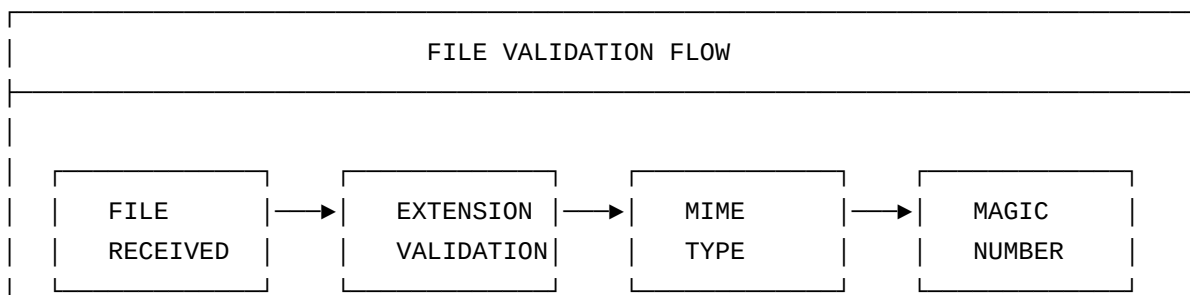 FILE VALIDATION FLOW
FILE EXTENSION MIME MAGIC
RECEIVED VALIDATION TYPE NUMBER